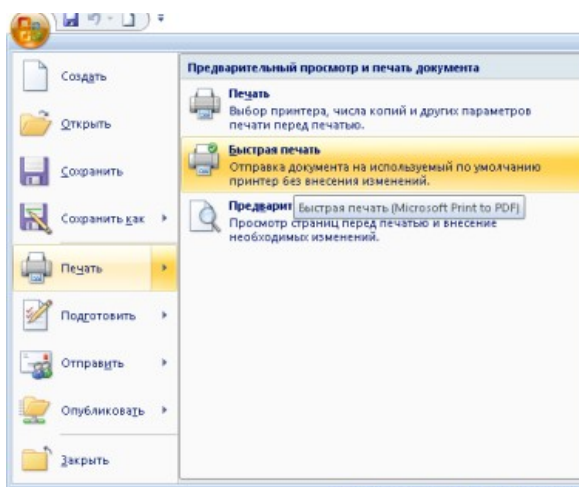 Создать
Открыть
Сохранить
Сохранить как
Печать
Подготовить
Отправить
Опубликовать
Закрыть
Предварительный просмотр и печать документа
Печать
Выбор принтера, числа копий и других параметров
печати перед печатью.
Быстрая печать
Отправка документа на используемый по умолчанию
принтер без внесения изменений.
Предварит
Быстрая печать (Microsoft Print to PDF)
Просмотр страниц перед печатью и внесение
необходимых изменений.